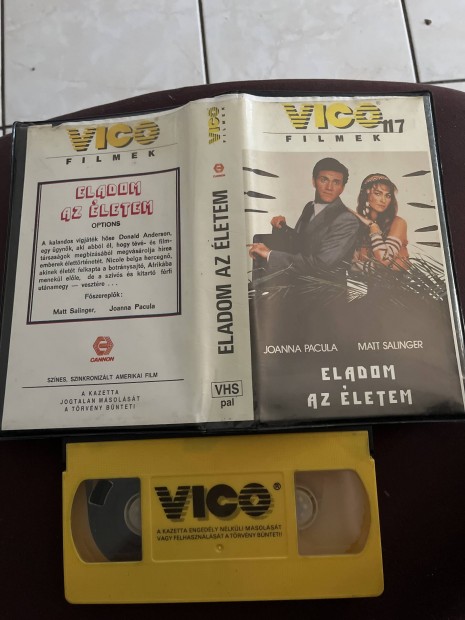 VICO
FILMEK
ELADOM
AZ ÉLETEM
OPTIONS
A kalandos vígjáték hőse Donald Anderson,
egy ügynök, aki abból él, hogy tévé- és film-
társaságok megbízásából megvásárolja híres
emberek élettörténetét. Nicole belga hercegnő,
akinek életét felkapta a botránysajtó, Afrikába
menekül előle, de a szívós és kitartó férfi
utánamegy — vesztére . . .
Főszereplők:
Matt Salinger, Joanna Pacula
CANNON
SZÍNES, SZINKRONIZÁLT AMERIKAI FILM
A KAZETTA
JOGTALAN MÁSOLÁSÁT
A TÖRVÉNY BÜNTETI!
VICO
FILMEK
CANNON
ELADOM AZ ÉLETEM
VHS
pal
VICO®
117
FILMEK
JOANNA PACULA MATT SALINGER
ELADOM
AZ ÉLETEM
VICO®
A KAZETTA ENGEDÉLY NÉLKÜLI MÁSOLÁSÁT
VAGY FELHASZNÁLÁSÁT A TÖRVÉNY BÜNTETI!